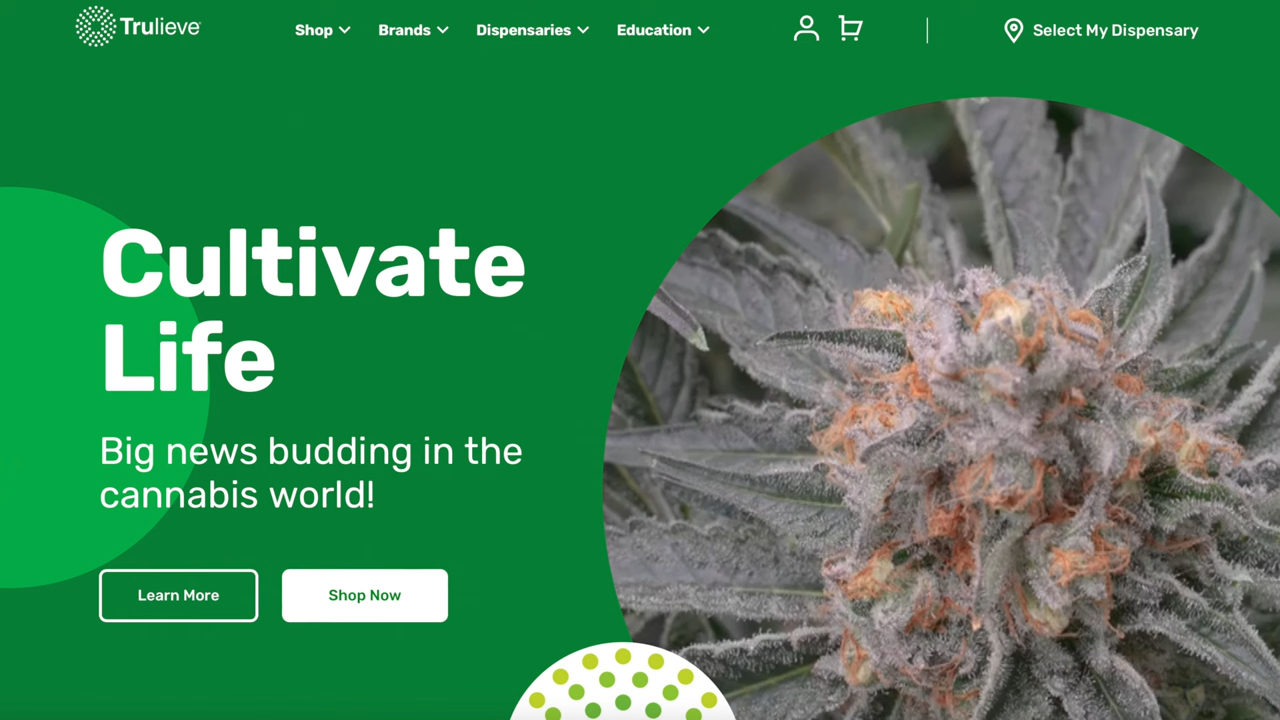 Trulieve
Shop
Brands
Dispensaries
Education
Select My Dispensary
Cultivate
Life
Big news budding in the
cannabis world!
Learn More
Shop Now